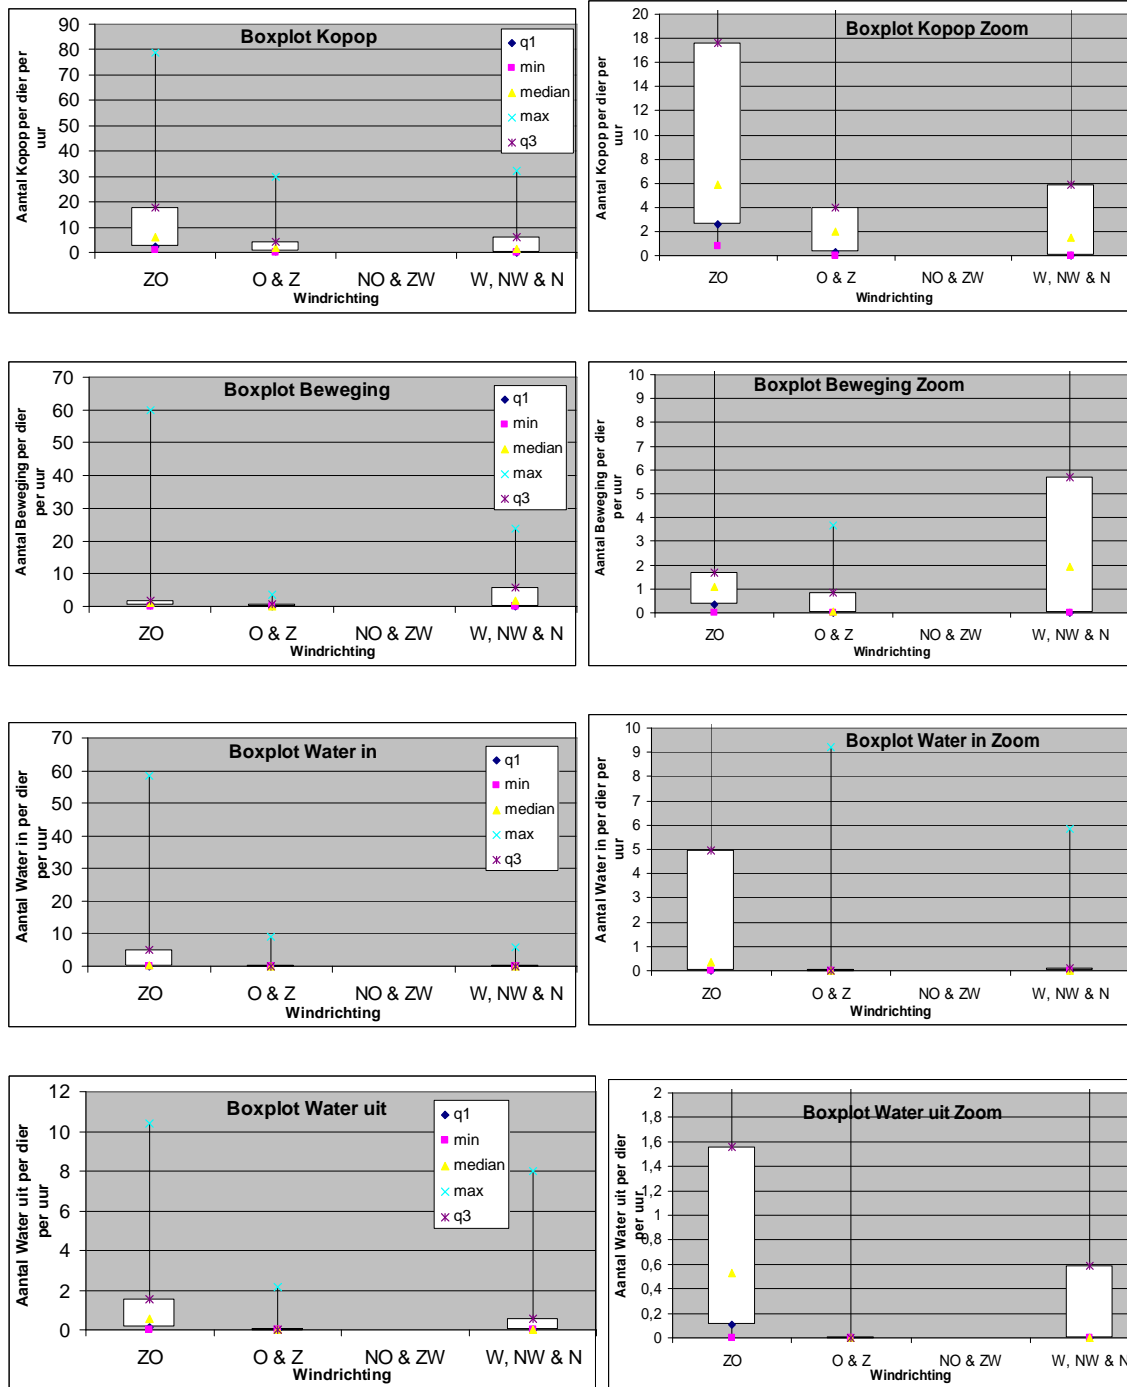 Boxplot Kopop
Aantal Kopop per dier per
uur
90
80
70
60
50
40
30
20
10
0
q1
min
median
max
q3
ZO O & Z NO & ZW W, NW & N
Windrichting
Boxplot Kopop Zoom
Aantal Kopop per dier per
uur
20
18
16
14
12
10
8
6
4
2
0
ZO O & Z NO & ZW W, NW & N
Windrichting
Boxplot Beweging
Aantal Beweging per dier
per uur
70
60
50
40
30
20
10
0
q1
min
median
max
q3
ZO O & Z NO & ZW W, NW & N
Windrichting
Boxplot Beweging Zoom
Aantal Beweging per dier
per uur
10
9
8
7
6
5
4
3
2
1
0
ZO O & Z NO & ZW W, NW & N
Windrichting
Boxplot Water in
Aantal Water in per dier
per uur
70
60
50
40
30
20
10
0
q1
min
median
max
q3
ZO O & Z NO & ZW W, NW & N
Windrichting
Boxplot Water in Zoom
Aantal Water in per dier per
uur
10
9
8
7
6
5
4
3
2
1
0
ZO O & Z NO & ZW W, NW & N
Windrichting
Boxplot Water uit
Aantal Water uit per dier
per uur
12
10
8
6
4
2
0
q1
min
median
max
q3
ZO O & Z NO & ZW W, NW & N
Windrichting
Boxplot Water uit Zoom
Aantal Water uit per dier
per uur
2
1,8
1,6
1,4
1,2
1
0,8
0,6
0,4
0,2
0
ZO O & Z NO & ZW W, NW & N
Windrichting